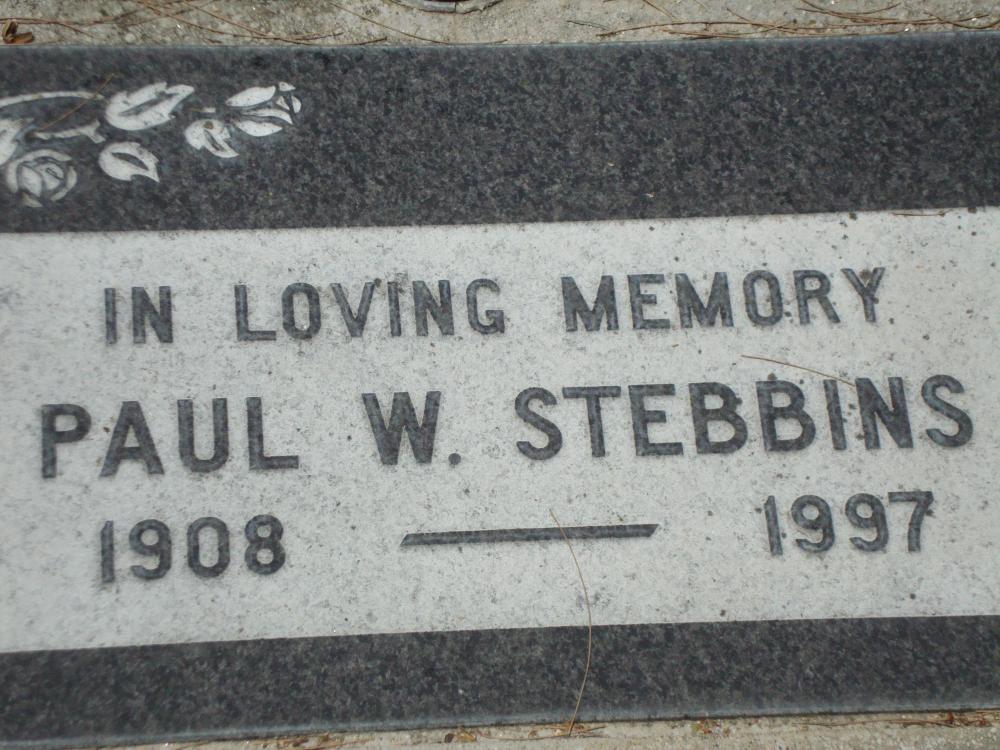 IN LOVING MEMORY
PAUL W. STEBBINS
1908 — 1997